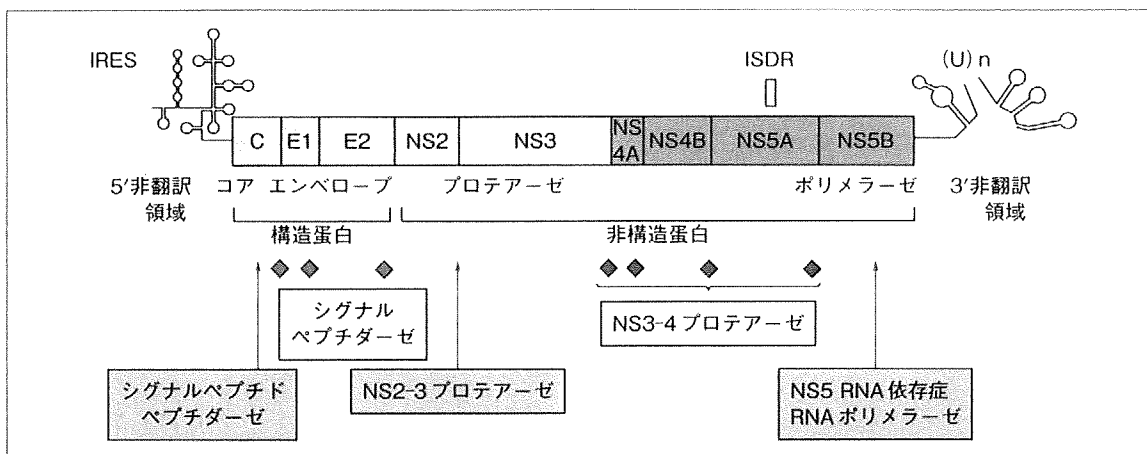 IRES
ISDR
(U) n
C E1 E2 NS2 NS3 NS4A NS4B NS5A NS5B
5′非翻訳領域
コア エンベロープ プロテアーゼ ポリメラーゼ
3′非翻訳領域
構造蛋白 非構造蛋白
シグナル
ペプチダーゼ
NS3-4 プロテアーゼ
シグナルペプチド
ペプチダーゼ
NS2-3 プロテアーゼ
NS5 RNA 依存症
RNA ポリメラーゼ